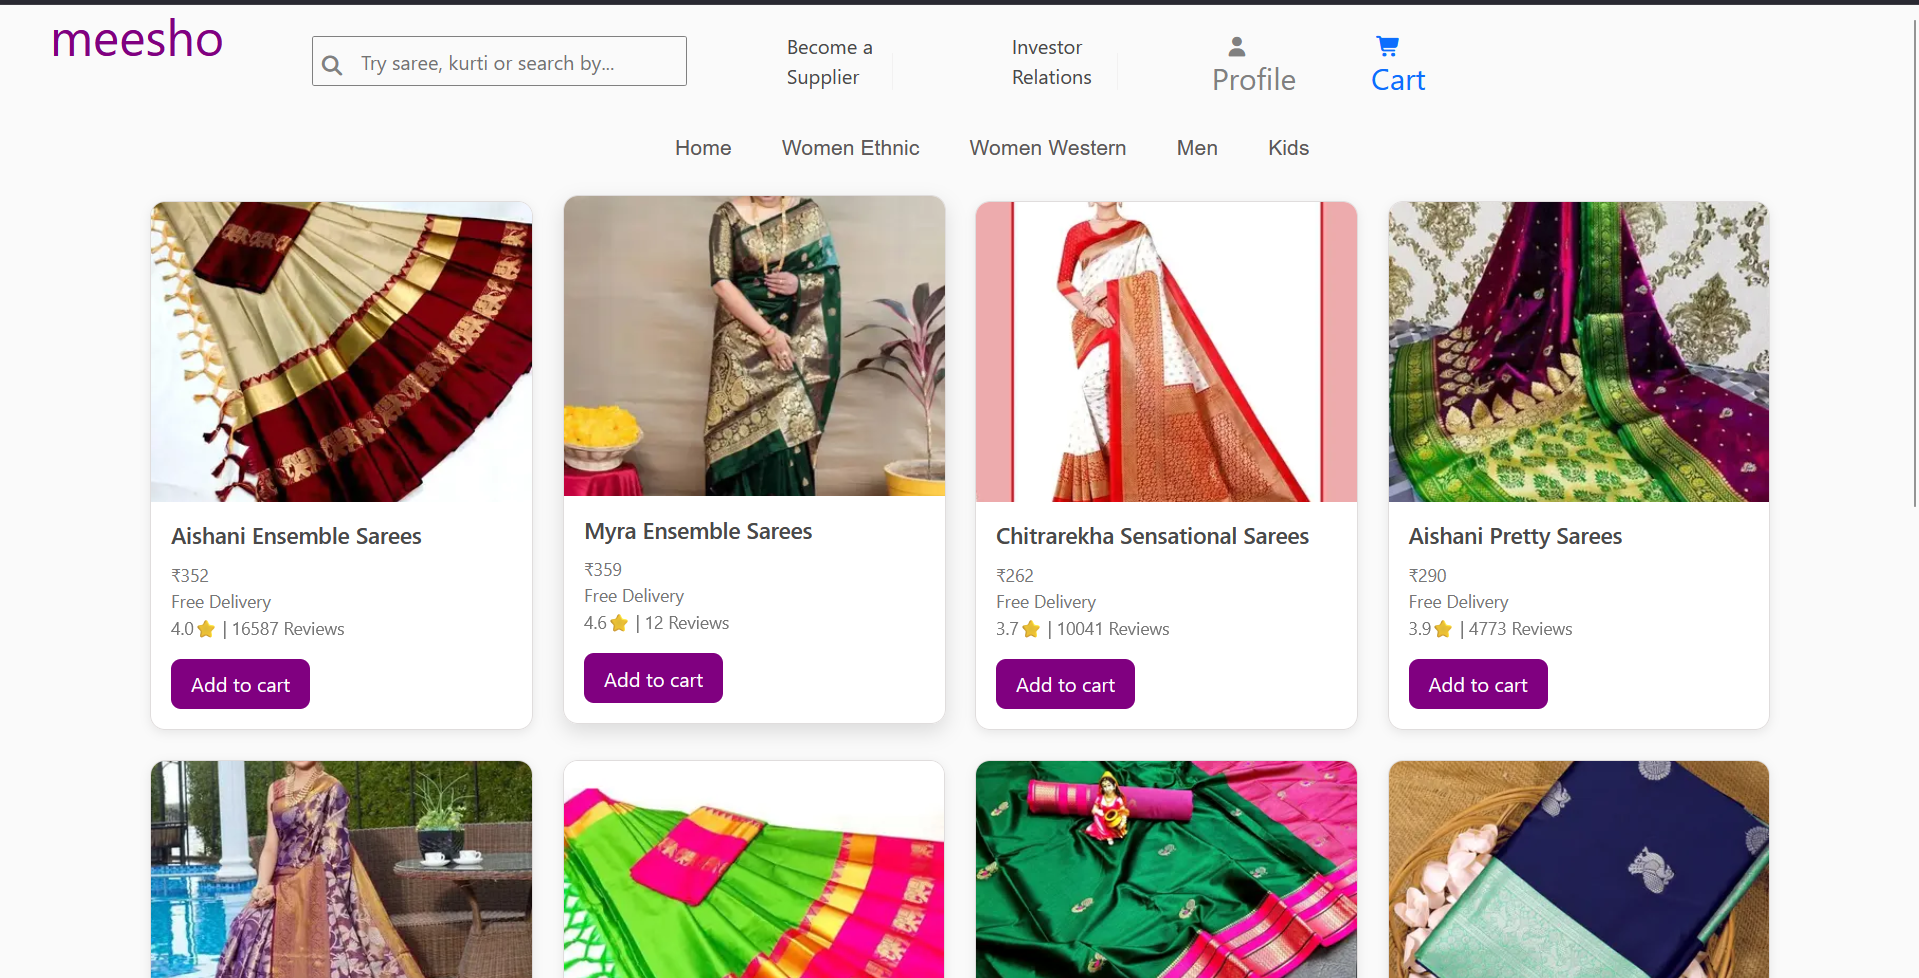 meesho
Try saree, kurti or search by...
Become a
Supplier
Investor
Relations
Profile
Cart
Home Women Ethnic Women Western Men Kids
Aishani Ensemble Sarees
₹352
Free Delivery
4.0⭐ | 16587 Reviews
Add to cart
Myra Ensemble Sarees
₹359
Free Delivery
4.6⭐ | 12 Reviews
Add to cart
Chitrarekha Sensational Sarees
₹262
Free Delivery
3.7⭐ | 10041 Reviews
Add to cart
Aishani Pretty Sarees
₹290
Free Delivery
3.9⭐ | 4773 Reviews
Add to cart